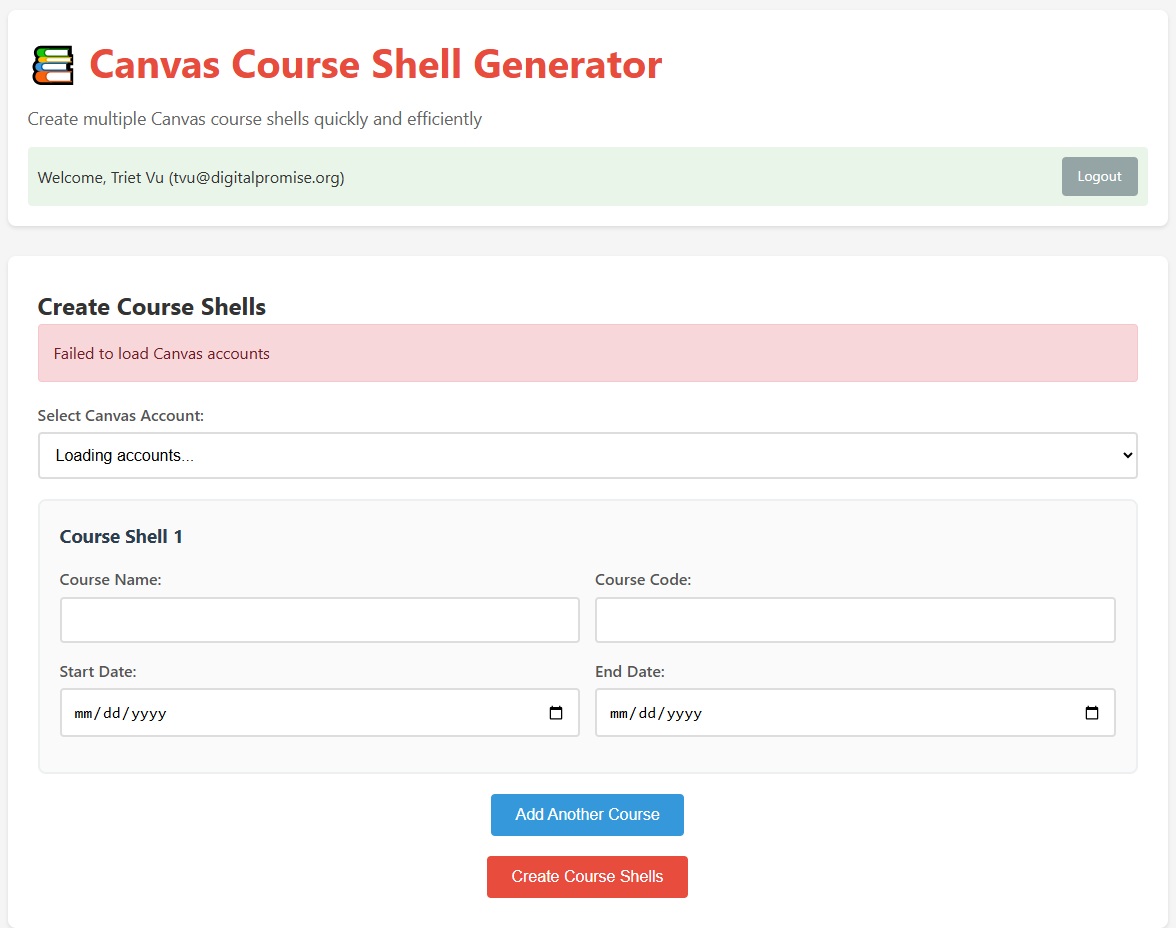 Canvas Course Shell Generator
Create multiple Canvas course shells quickly and efficiently
Welcome, Triet Vu (tvu@digitalpromise.org)
Logout
Create Course Shells
Failed to load Canvas accounts
Select Canvas Account:
Loading accounts...
Course Shell 1
Course Name:
Course Code:
Start Date:
End Date:
mm/dd/yyyy
mm/dd/yyyy
Add Another Course
Create Course Shells